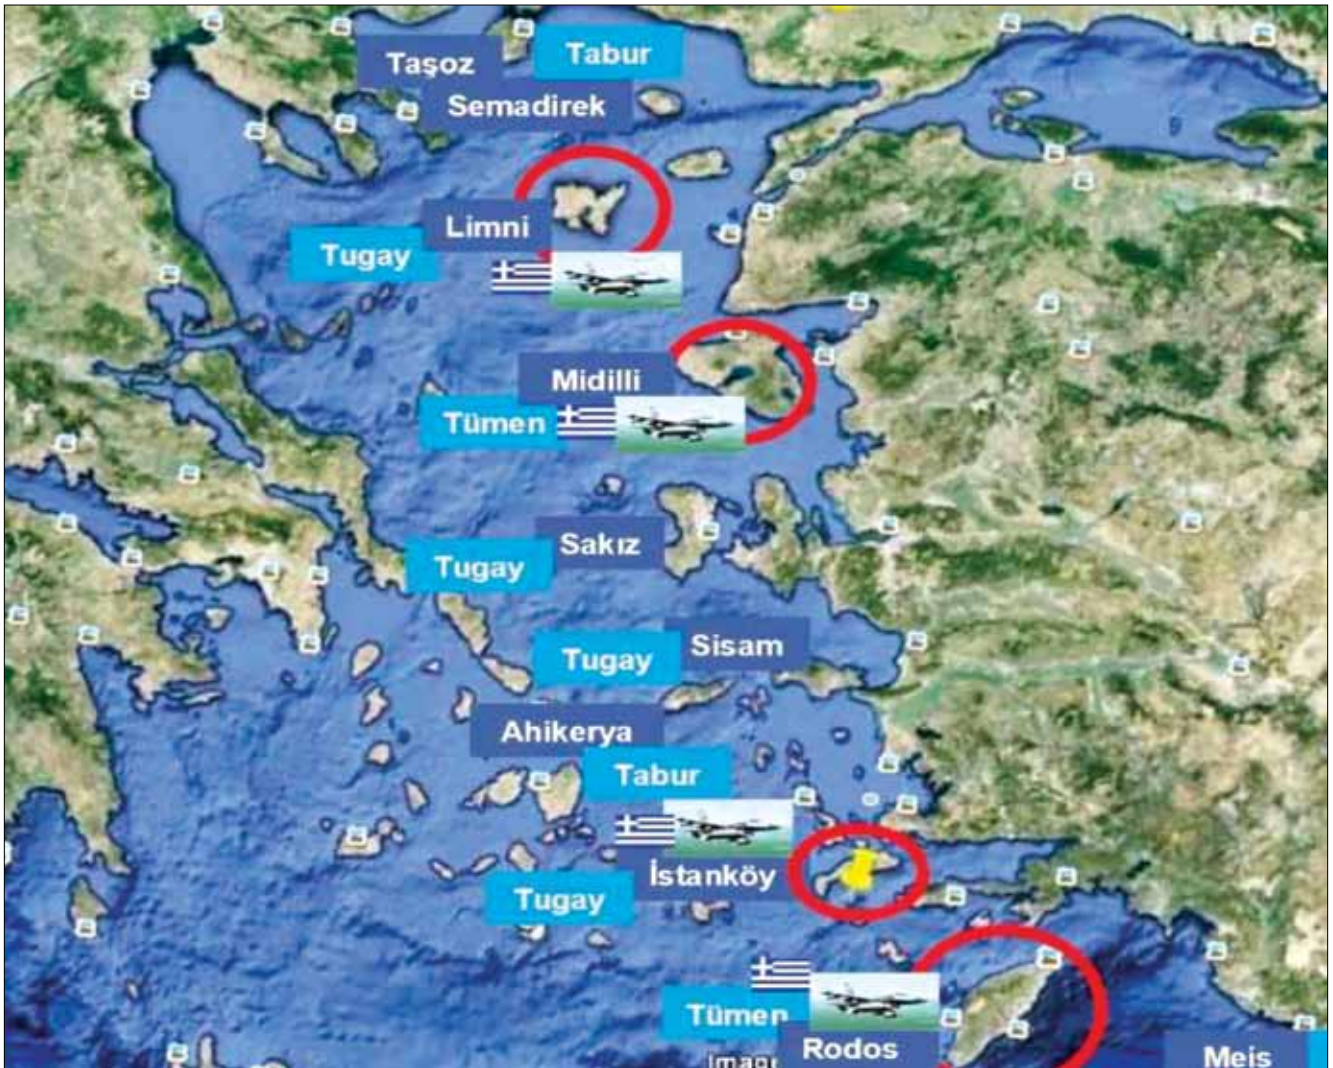 Taşoz
Tabur
Semadirek
Limni
Tugay
Midilli
Tümen
Sakız
Tugay
Sisam
Tugay
Ahikerya
Tabur
İstanköy
Tugay
Tümen
Rodos
Meis